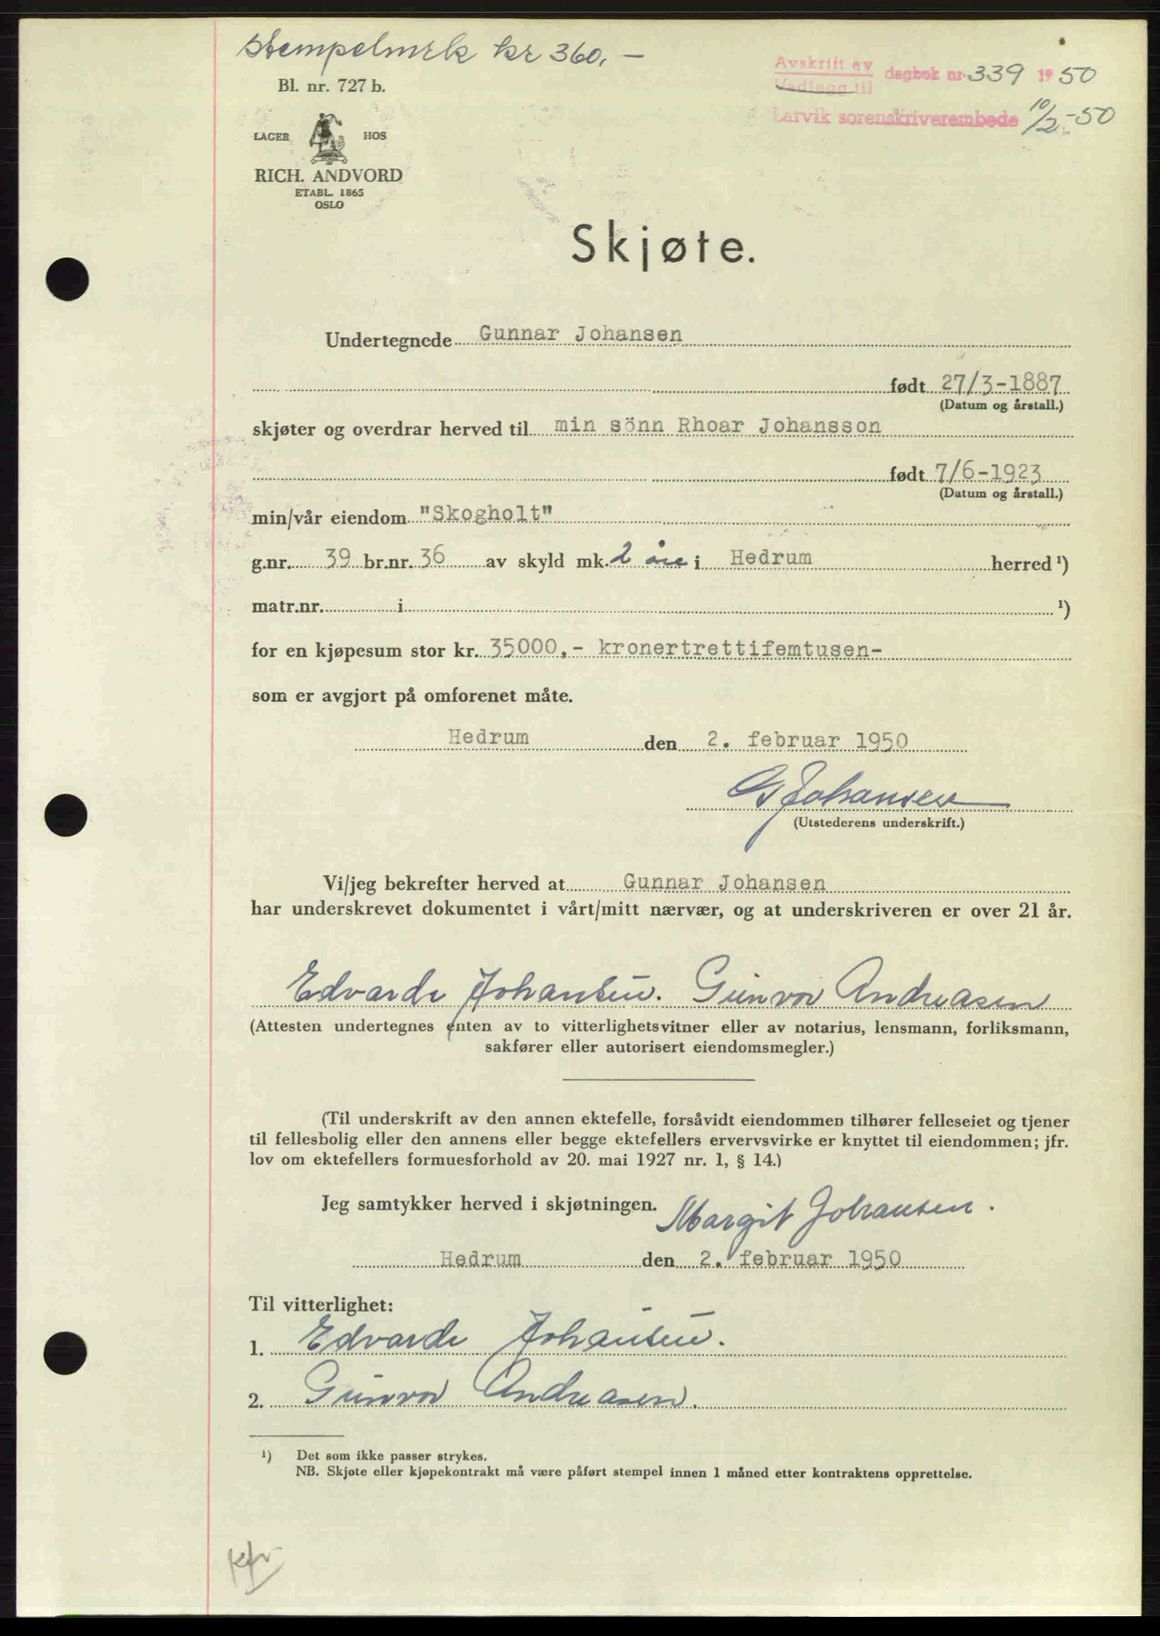 Stempelmrk kr 360,-
Bl. nr. 727 b.
LAGER HOS
RICH. ANDVORD
ETABL. 1865
OSLO
Avskrift av
Vedlegg til
dagbok nr 339 1950
Larvik sorenskriverembede 10/2-50
Skjøte.
Undertegnede Gunnar Johansen
født 27/3-1887
(Datum og årstall.)
skjøter og overdrar herved til min sönn Rhoar Johansson
født 7/6-1923
(Datum og årstall.)
min/vår eiendom "Skogholt"
g.nr. 39 br.nr. 36 av skyld mk. 2 øre i Hedrum herred ¹)
matr.nr. i ¹)
for en kjøpesum stor kr. 35000,- kronertrettifemtusen-
som er avgjort på omforenet måte.
Hedrum den 2. februar 1950
G Johansen
(Utstederens underskrift.)
Vi/jeg bekrefter herved at Gunnar Johansen
har underskrevet dokumentet i vårt/mitt nærvær, og at underskriveren er over 21 år.
Edvarde Johansen. Gunvor Andreasen
(Attesten undertegnes enten av to vitterlighetsvitner eller av notarius, lensmann, forliksmann,
sakfører eller autorisert eiendomsmegler.)
(Til underskrift av den annen ektefelle, forsåvidt eiendommen tilhører felleseiet og tjener
til fellesbolig eller den annens eller begge ektefellers ervervsvirke er knyttet til eiendommen; jfr.
lov om ektefellers formuesforhold av 20. mai 1927 nr. 1, § 14.)
Jeg samtykker herved i skjøtningen. Margit Johansen.
Hedrum den 2. februar 1950
Til vitterlighet:
1. Edvarde Johansen.
2. Gunvor Andreasen.
¹) Det som ikke passer strykes.
NB. Skjøte eller kjøpekontrakt må være påført stempel innen 1 måned etter kontraktens opprettelse.